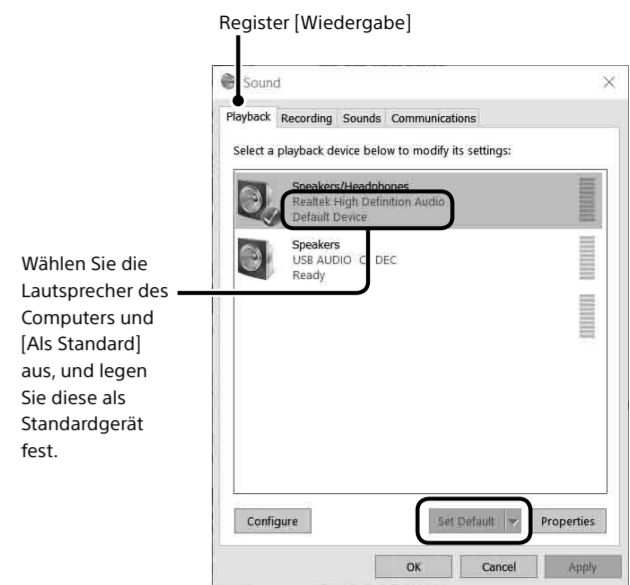 Register [Wiedergabe]
Sound
Playback Recording Sounds Communications
Select a playback device below to modify its settings:
Speakers/Headphones
Realtek High Definition Audio
Default Device
Speakers
USB AUDIO DEC
Ready
Wählen Sie die
Lautsprecher des
Computers und
[Als Standard]
aus, und legen
Sie diese als
Standardgerät
fest.
Configure Set Default Properties
OK Cancel Apply